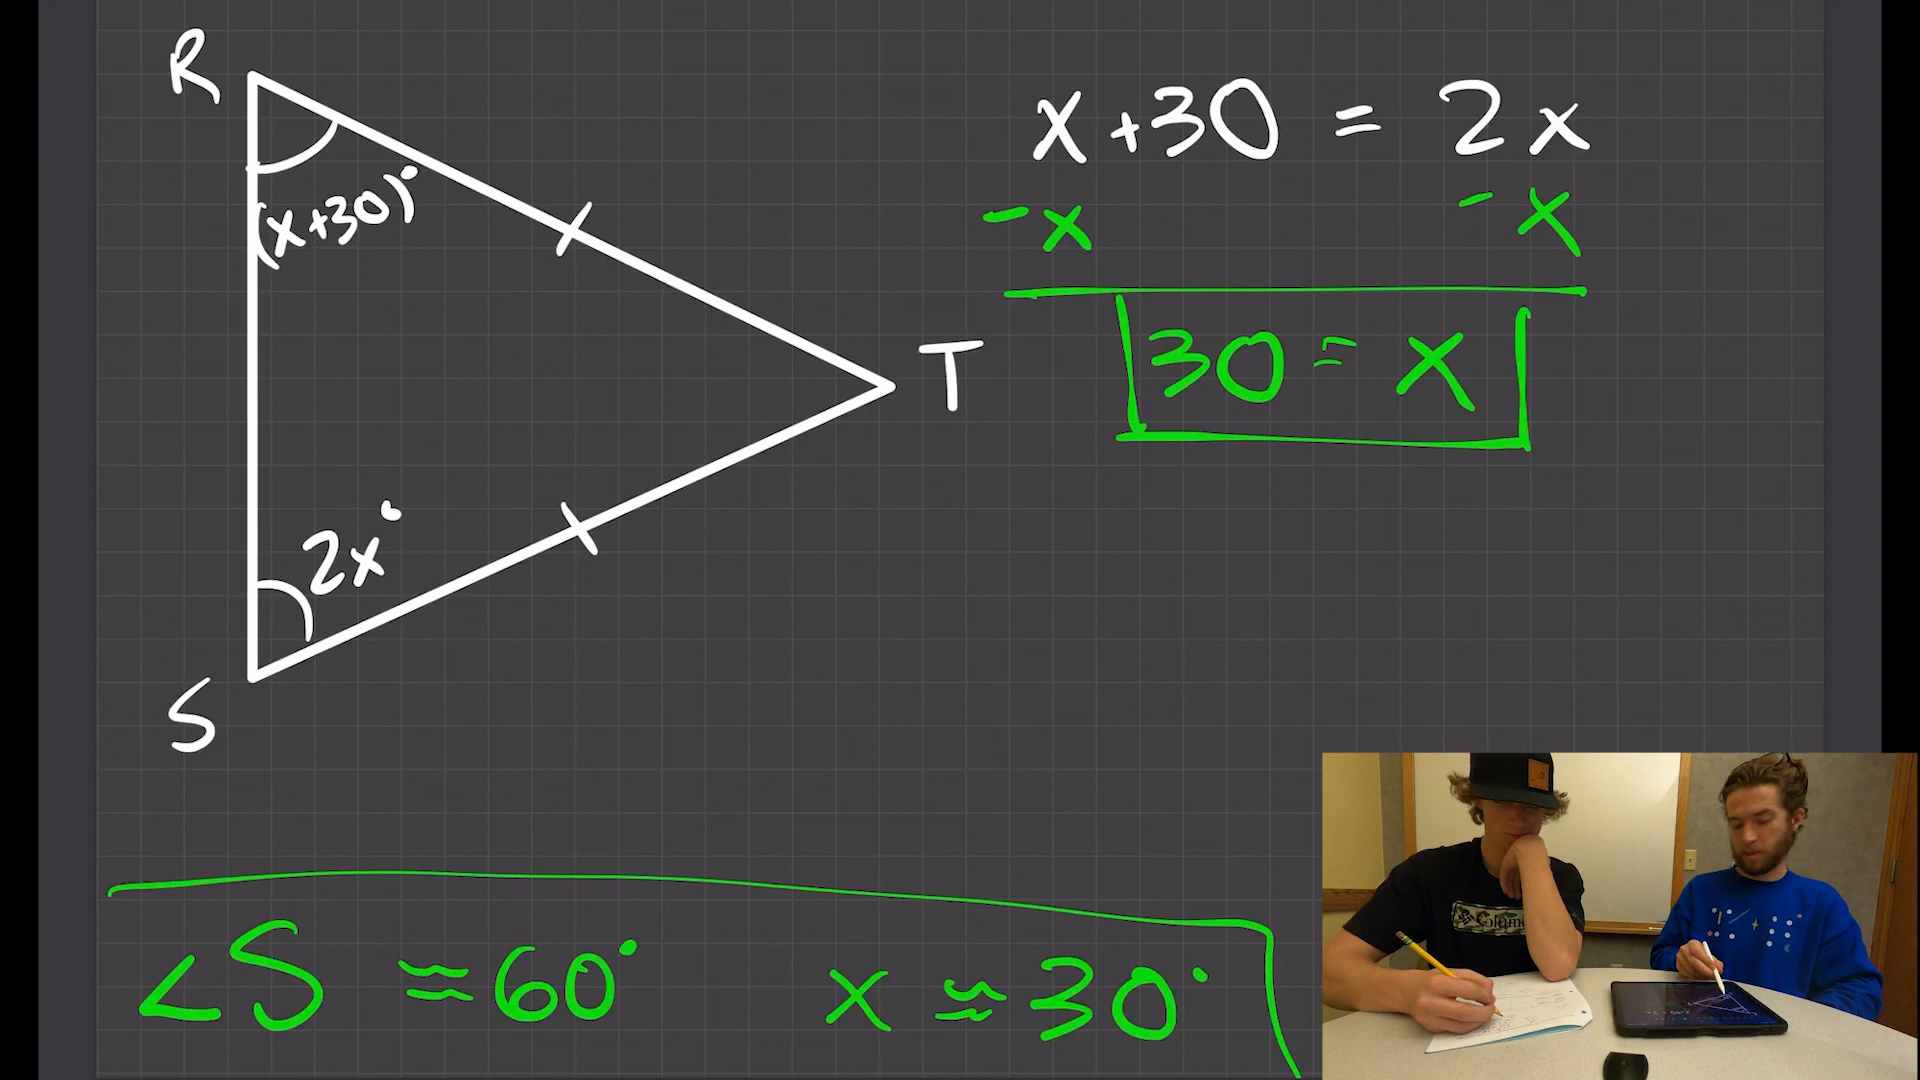 R
(x+30)°
T
2x°
S
x+30 = 2x
-x -x
30 = x
∠S ≈ 60° x ≈ 30°